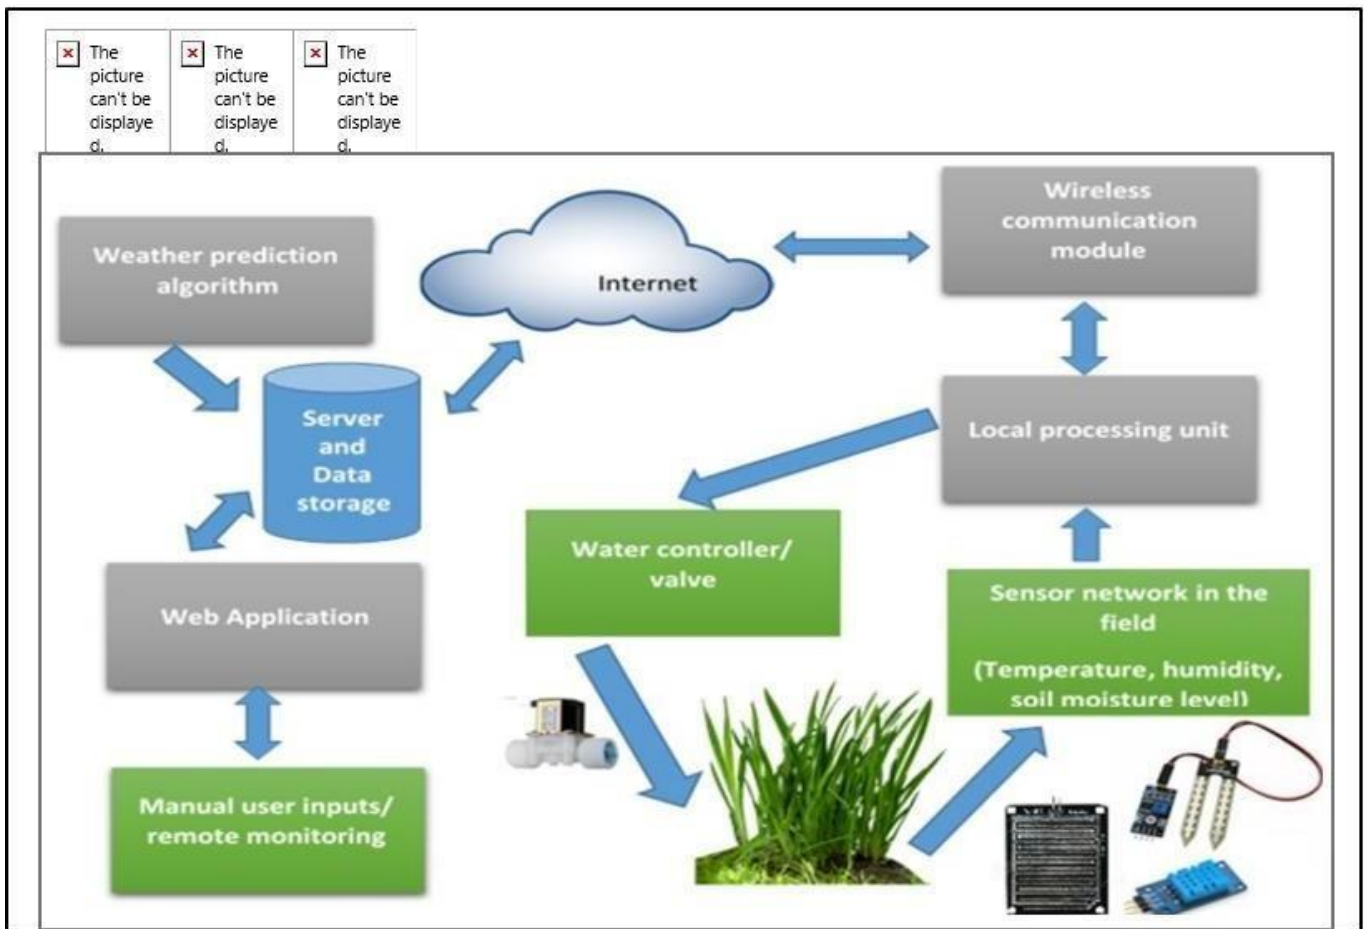 The
picture
can't be
displaye
d.
The
picture
can't be
displaye
d.
The
picture
can't be
displaye
d.
Weather prediction
algorithm
Internet
Wireless
communication
module
Server
and
Data
storage
Local processing unit
Water controller/
valve
Web Application
Sensor network in the
field
(Temperature, humidity,
soil moisture level)
Manual user inputs/
remote monitoring